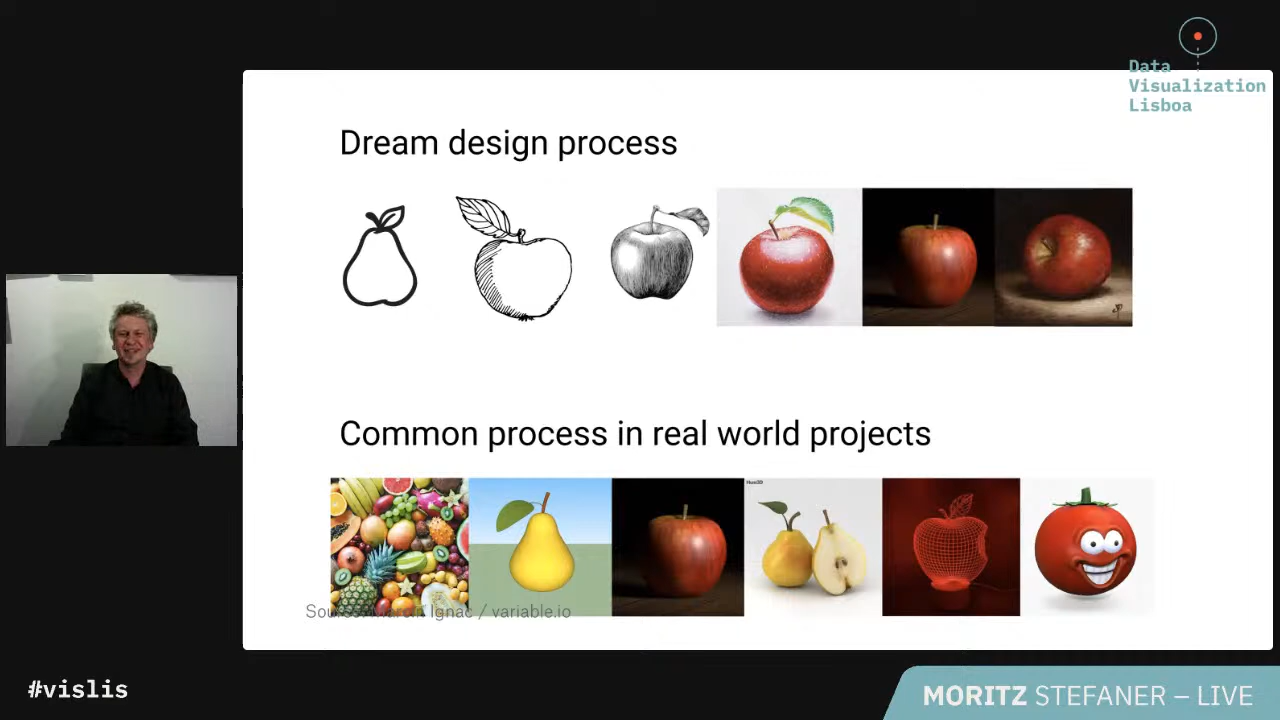 Data
Visualization
Lisboa
Dream design process
Common process in real world projects
Ignac / variable.io
#vislis
MORITZ STEFANER – LIVE